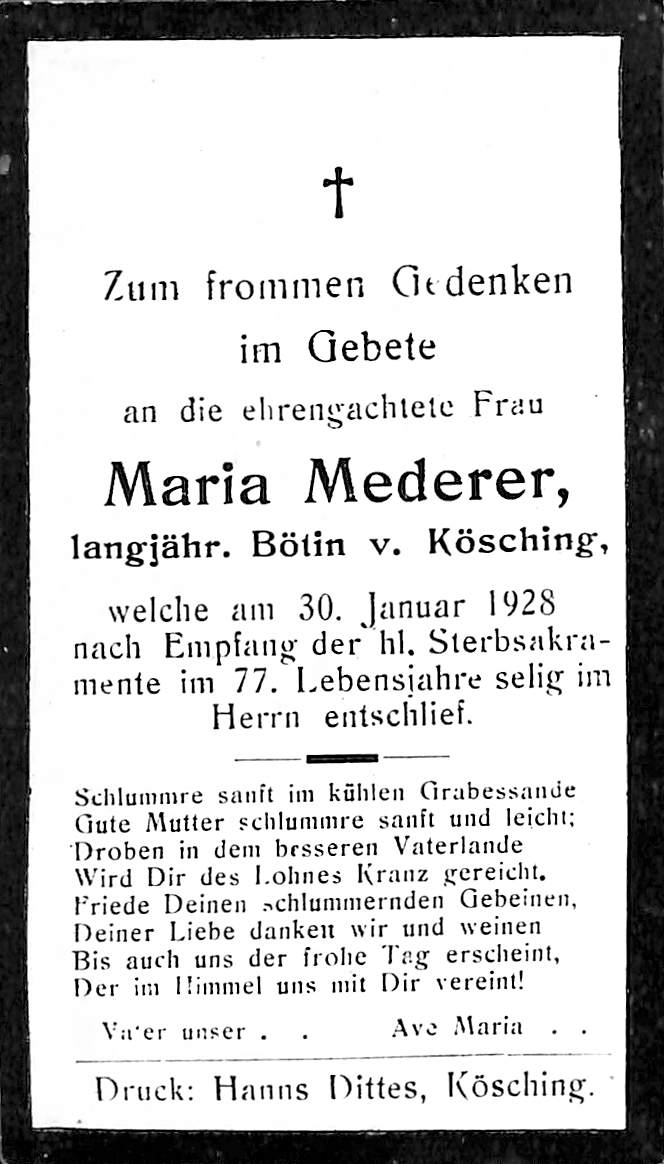 Zum frommen Gedenken
im Gebete
an die ehrengachtete Frau
Maria Mederer,
langjähr. Bötin v. Kösching,
welche am 30. Januar 1928
nach Empfang der hl. Sterbsakra-
mente im 77. Lebensjahre selig im
Herrn entschlief.
Schlummre sanft im kühlen Grabessande
Gute Mutter schlummre sanft und leicht;
Droben in dem besseren Vaterlande
Wird Dir des Lohnes Kranz gereicht.
Friede Deinen schlummernden Gebeinen,
Deiner Liebe danken wir und weinen
Bis auch uns der frohe Tag erscheint,
Der im Himmel uns mit Dir vereint!
Vater unser . . Ave Maria . .
Druck: Hanns Dittes, Kösching.